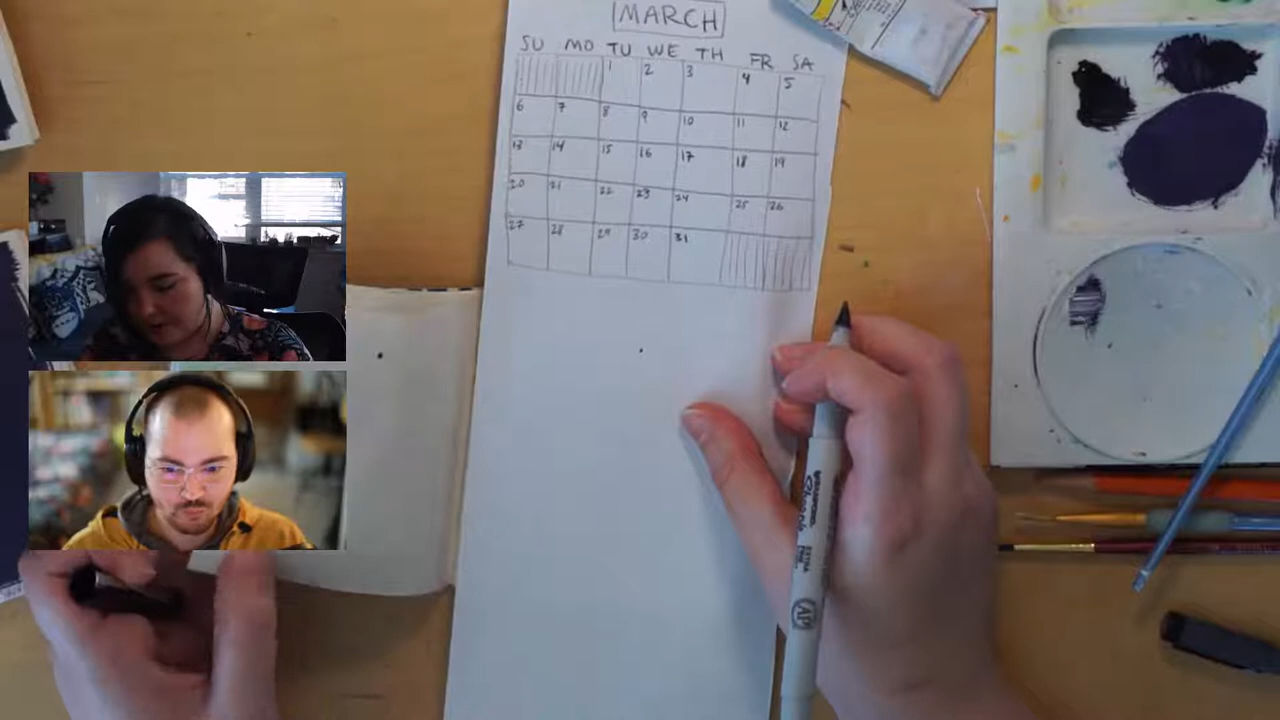 MARCH
SU MO TU WE TH FR SA
1 2 3 4 5
6 7 8 9 10 11 12
13 14 15 16 17 18 19
20 21 22 23 24 25 26
27 28 29 30 31
AP